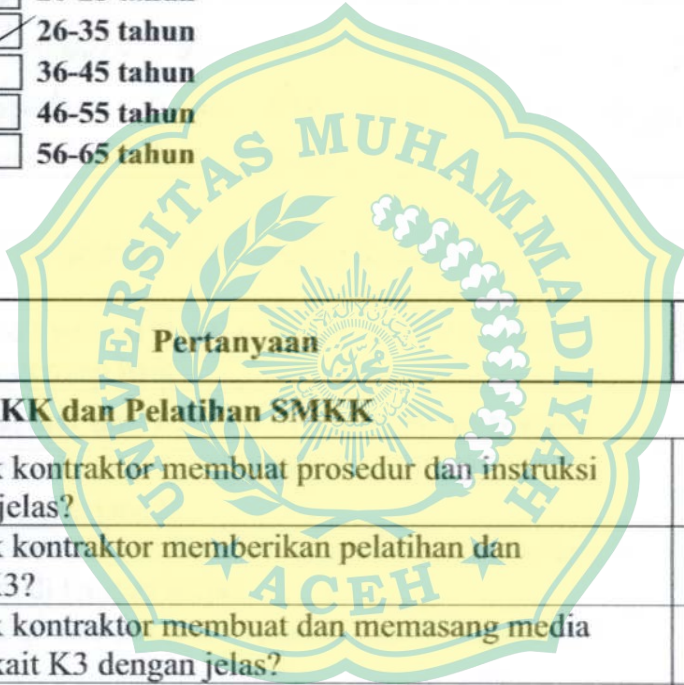 26-35 tahun
36-45 tahun
46-55 tahun
56-65 tahun
UNIVERSITAS MUHAMMADIYAH
ACEH
Pertanyaan
KK dan Pelatihan SMKK
kontraktor membuat prosedur dan instruksi
jelas?
kontraktor memberikan pelatihan dan
K3?
kontraktor membuat dan memasang media
kait K3 dengan jelas?